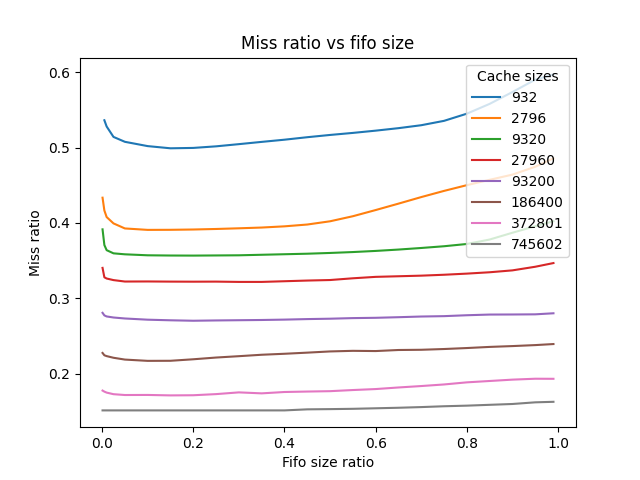 Miss ratio vs fifo size
Cache sizes
932
2796
9320
27960
93200
186400
372801
745602
0.6
0.5
0.4
0.3
0.2
Miss ratio
0.0 0.2 0.4 0.6 0.8 1.0
Fifo size ratio